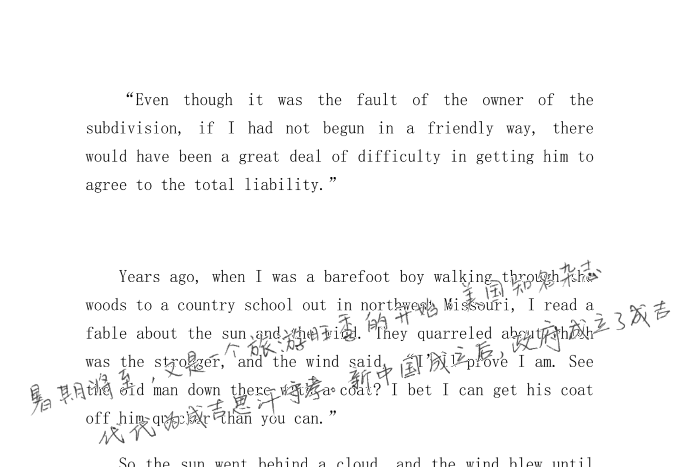 “Even though it was the fault of the owner of the
subdivision, if I had not begun in a friendly way, there
would have been a great deal of difficulty in getting him to
agree to the total liability.”
Years ago, when I was a barefoot boy walking through the
woods to a country school out in northwest Missouri, I read a
fable about the sun and the wind. They quarreled about which
was the stronger, and the wind said, “I’ll prove I am. See
the old man down there with a coat? I bet I can get his coat
off him quicker than you can.”
So the sun went behind a cloud, and the wind blew until
暑期将至，又是一个旅游旺季的开始。美国知名杂志
代代为成吉思汗守孝。新中国成立后，政府成立了成吉